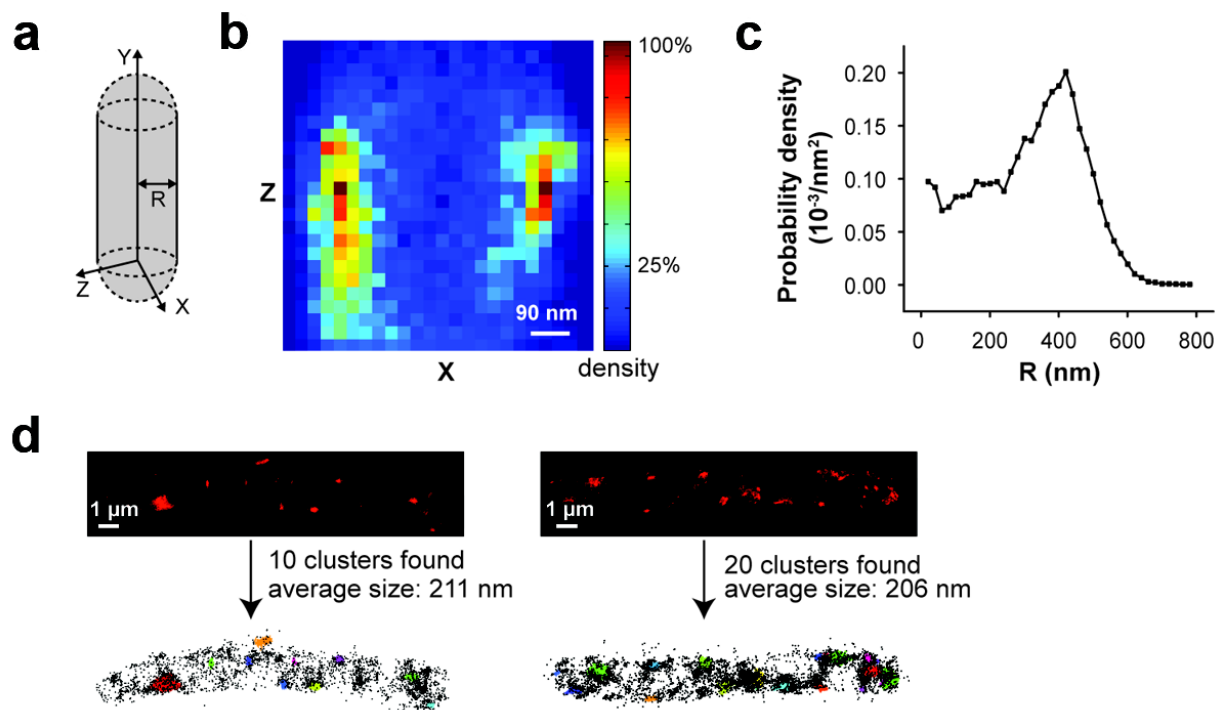 a
Y
R
Z
X
b
Z
X
90 nm
100%
25%
density
c
Probability density
(10⁻³/nm²)
0.20
0.15
0.10
0.05
0.00
0 200 400 600 800
R (nm)
d
1 µm
10 clusters found
average size: 211 nm
1 µm
20 clusters found
average size: 206 nm